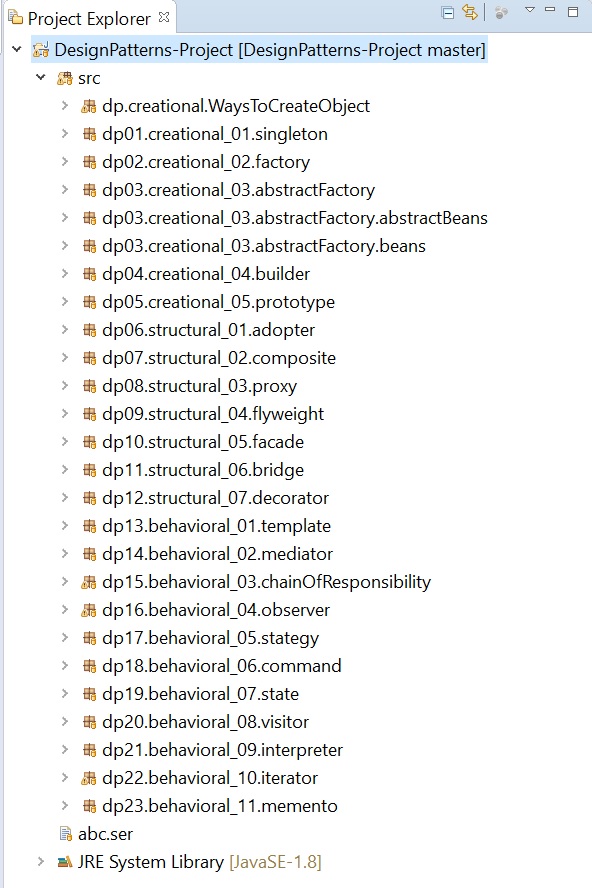 Project Explorer
DesignPatterns-Project [DesignPatterns-Project master]
src
dp.creational.WaysToCreateObject
dp01.creational_01.singleton
dp02.creational_02.factory
dp03.creational_03.abstractFactory
dp03.creational_03.abstractFactory.abstractBeans
dp03.creational_03.abstractFactory.beans
dp04.creational_04.builder
dp05.creational_05.prototype
dp06.structural_01.adopter
dp07.structural_02.composite
dp08.structural_03.proxy
dp09.structural_04.flyweight
dp10.structural_05.facade
dp11.structural_06.bridge
dp12.structural_07.decorator
dp13.behavioral_01.template
dp14.behavioral_02.mediator
dp15.behavioral_03.chainOfResponsibility
dp16.behavioral_04.observer
dp17.behavioral_05.stategy
dp18.behavioral_06.command
dp19.behavioral_07.state
dp20.behavioral_08.visitor
dp21.behavioral_09.interpreter
dp22.behavioral_10.iterator
dp23.behavioral_11.memento
abc.ser
JRE System Library [JavaSE-1.8]